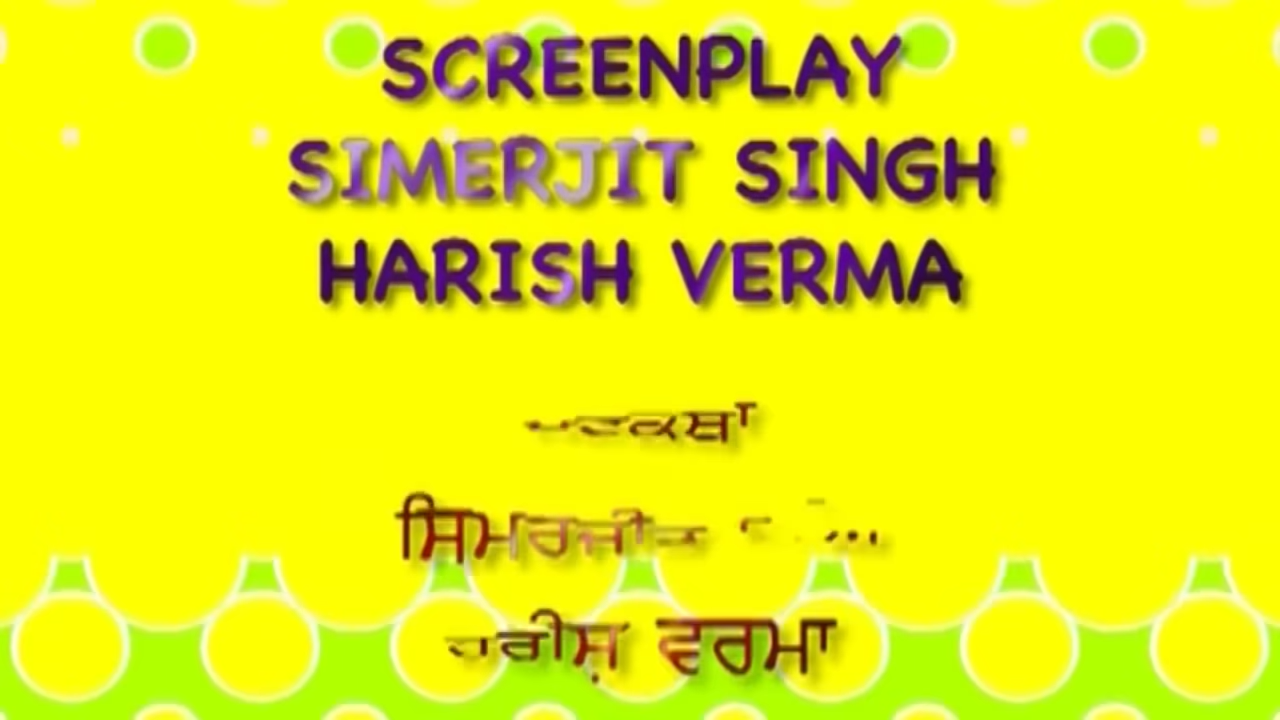 SCREENPLAY
SIMERJIT SINGH
HARISH VERMA
ਪਟਕਥਾ
ਸਿਮਰਜੀਤ
ਹਰੀਸ਼ ਵਰਮਾ